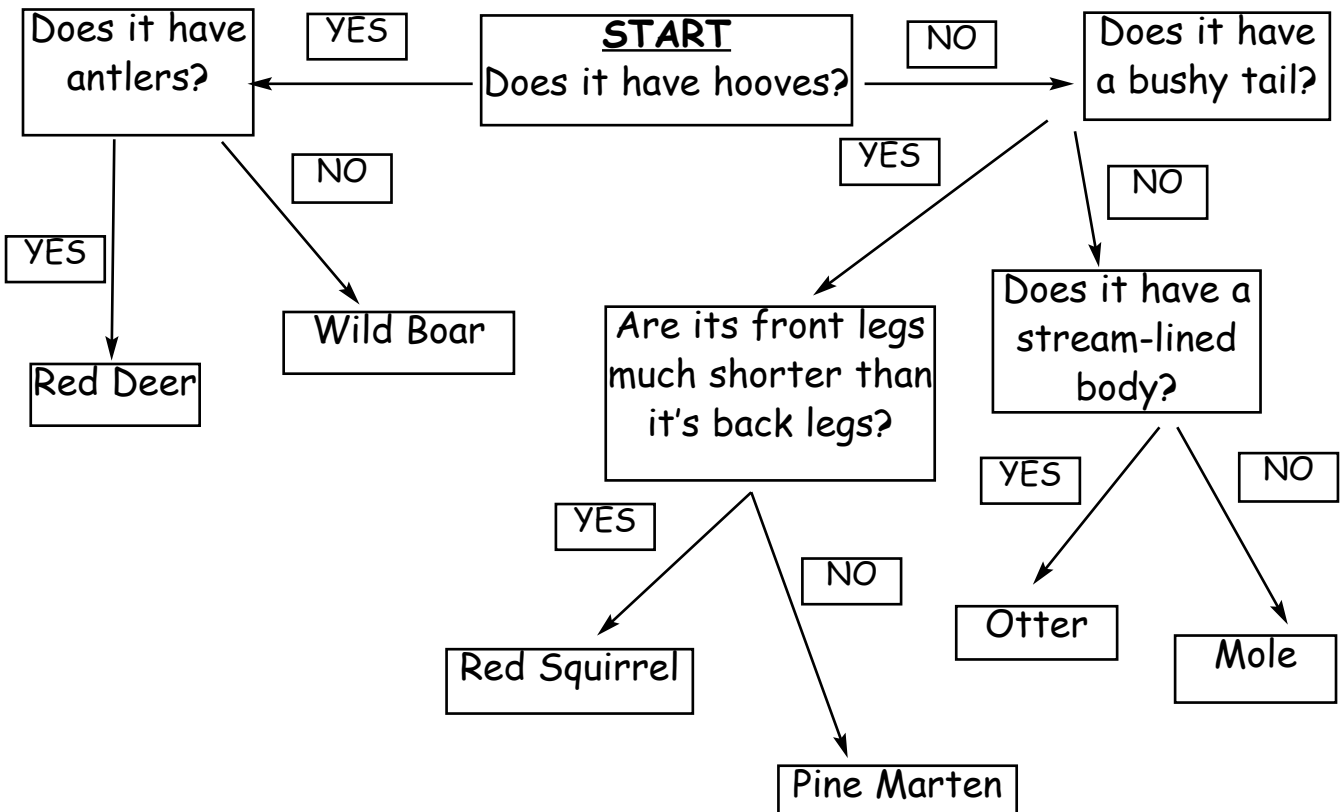 START
Does it have hooves?
YES
NO
Does it have
antlers?
YES
NO
Red Deer
Wild Boar
Does it have
a bushy tail?
YES
NO
Are its front legs
much shorter than
it's back legs?
YES
NO
Red Squirrel
Pine Marten
Does it have a
stream-lined
body?
YES
NO
Otter
Mole